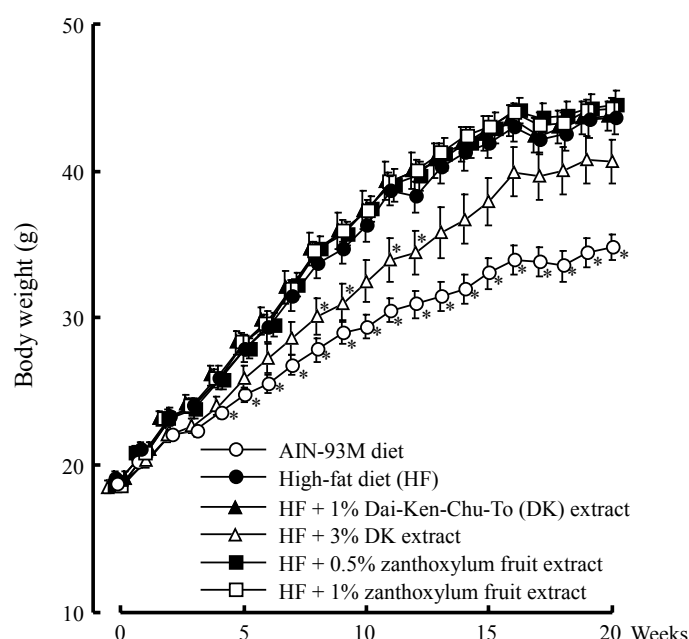 50
40
30
20
10
Body weight (g)
* * * * * * * * * * * * * * * * * * * * *
AIN-93M diet
High-fat diet (HF)
HF + 1% Dai-Ken-Chu-To (DK) extract
HF + 3% DK extract
HF + 0.5% zanthoxylum fruit extract
HF + 1% zanthoxylum fruit extract
0 5 10 15 20 Weeks